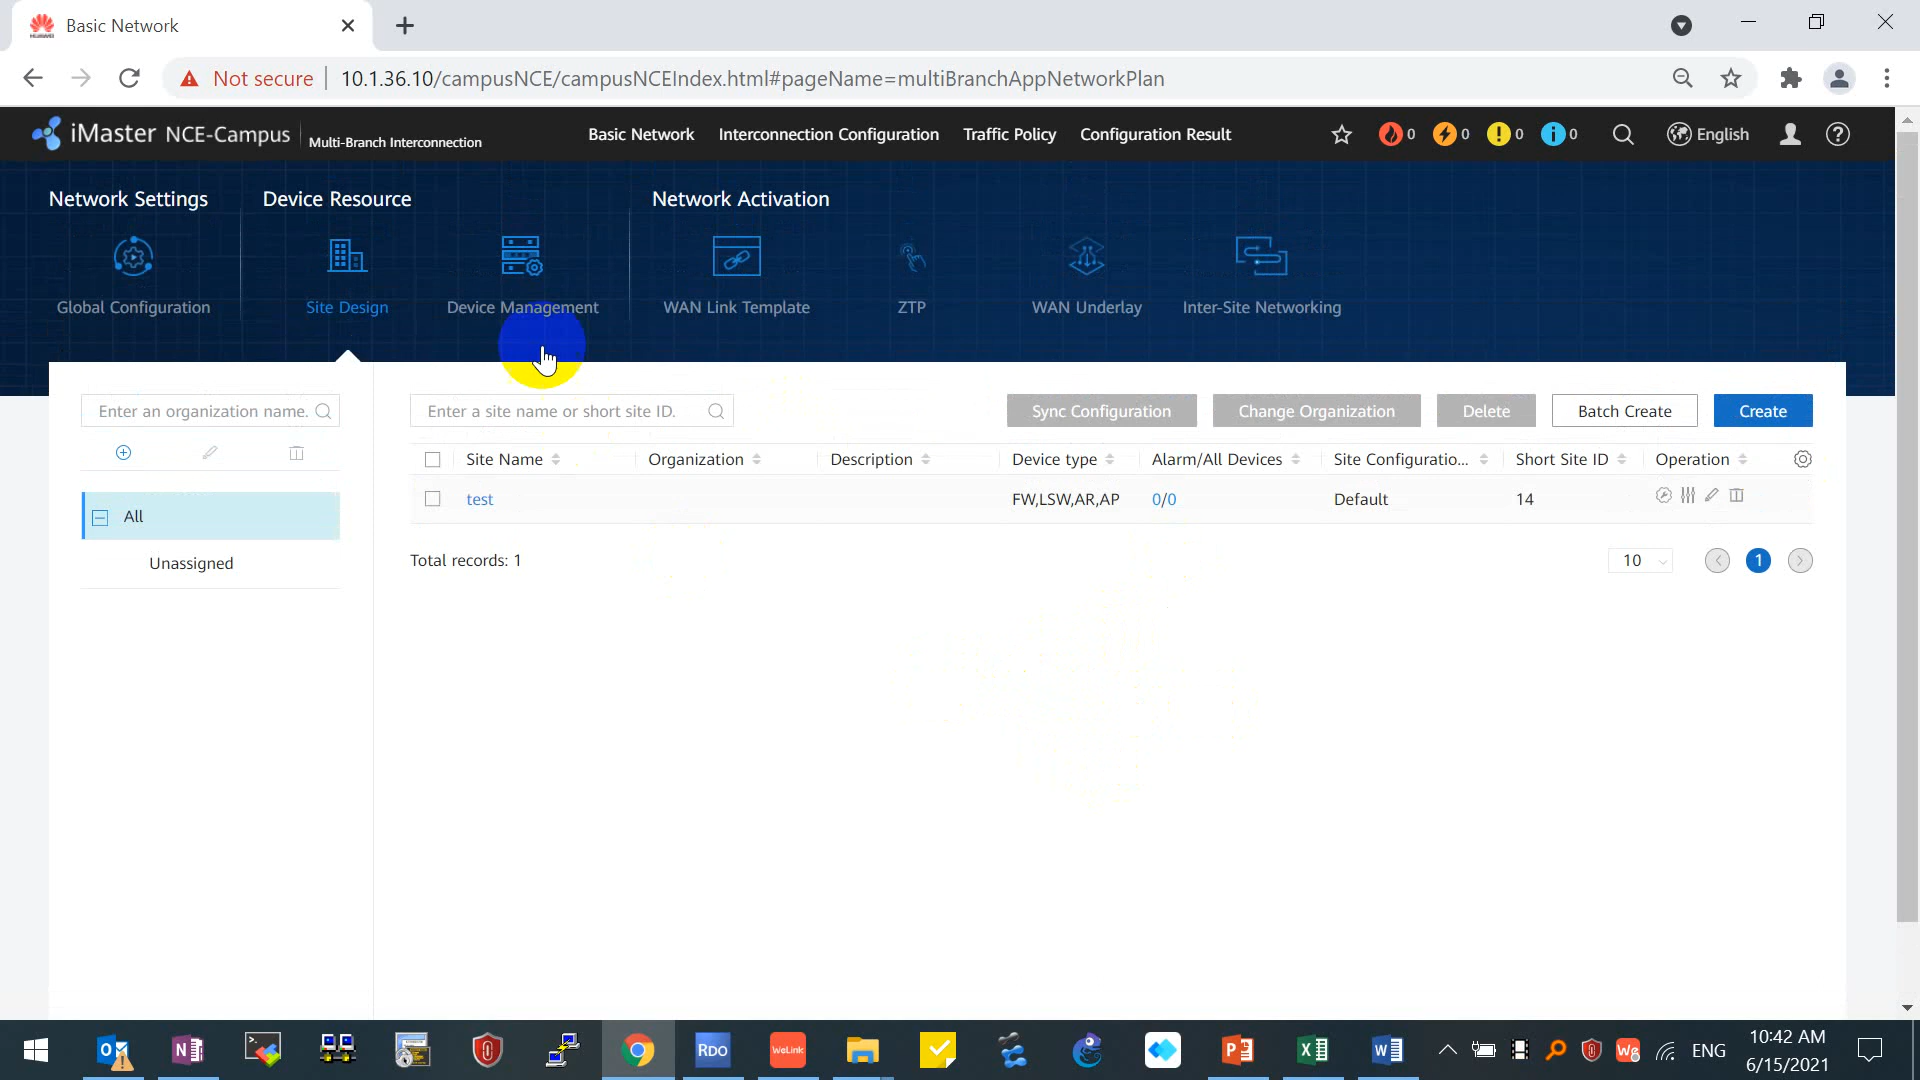 Basic Network
Not secure 10.1.36.10/campusNCE/campusNCEIndex.html#pageName=multiBranchAppNetworkPlan
iMaster NCE-Campus Multi-Branch Interconnection Basic Network Interconnection Configuration Traffic Policy Configuration Result 0 0 0 0 English
Network Settings Device Resource Network Activation
Global Configuration Site Design Device Management WAN Link Template ZTP WAN Underlay Inter-Site Networking
Enter an organization name. Enter a site name or short site ID. Sync Configuration Change Organization Delete Batch Create Create
Site Name Organization Description Device type Alarm/All Devices Site Configuratio... Short Site ID Operation
test FW,LSW,AR,AP 0/0 Default 14
All
Unassigned
Total records: 1 10 1
RDO WeLink ENG 10:42 AM
6/15/2021